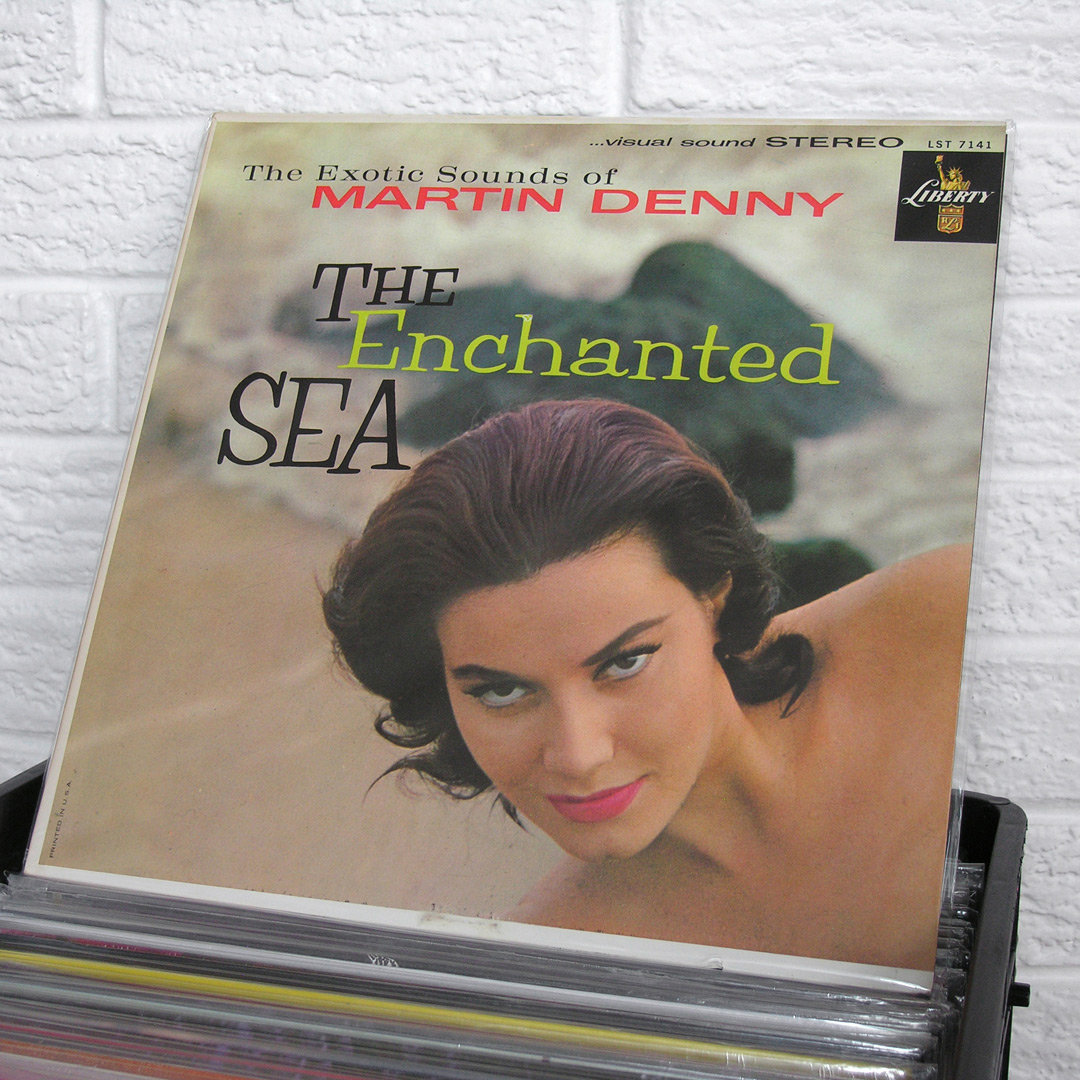 ...visual sound STEREO LST 7141
The Exotic Sounds of
MARTIN DENNY
LIBERTY
THE
Enchanted
SEA
PRINTED IN U.S.A.